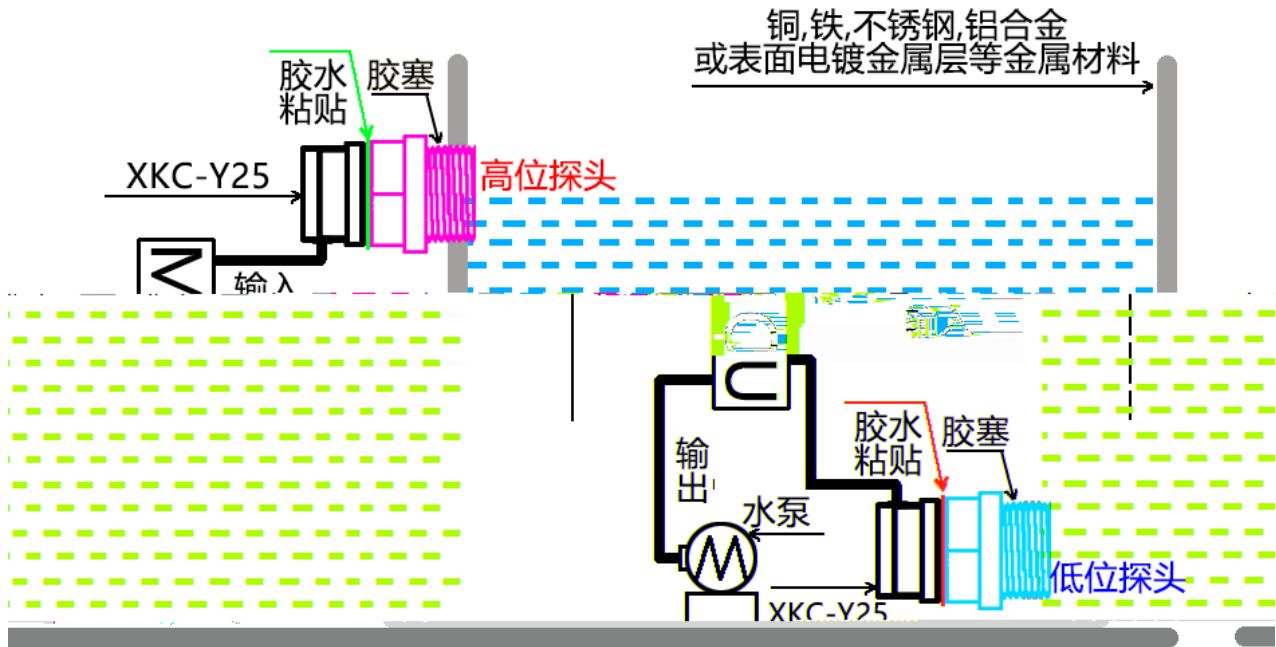 铜,铁,不锈钢,铝合金
或表面电镀金属层等金属材料
胶水
粘贴
胶塞
XKC-Y25
高位探头
输入
胶水
粘贴
胶塞
输
出
水泵
低位探头
XKC-Y25